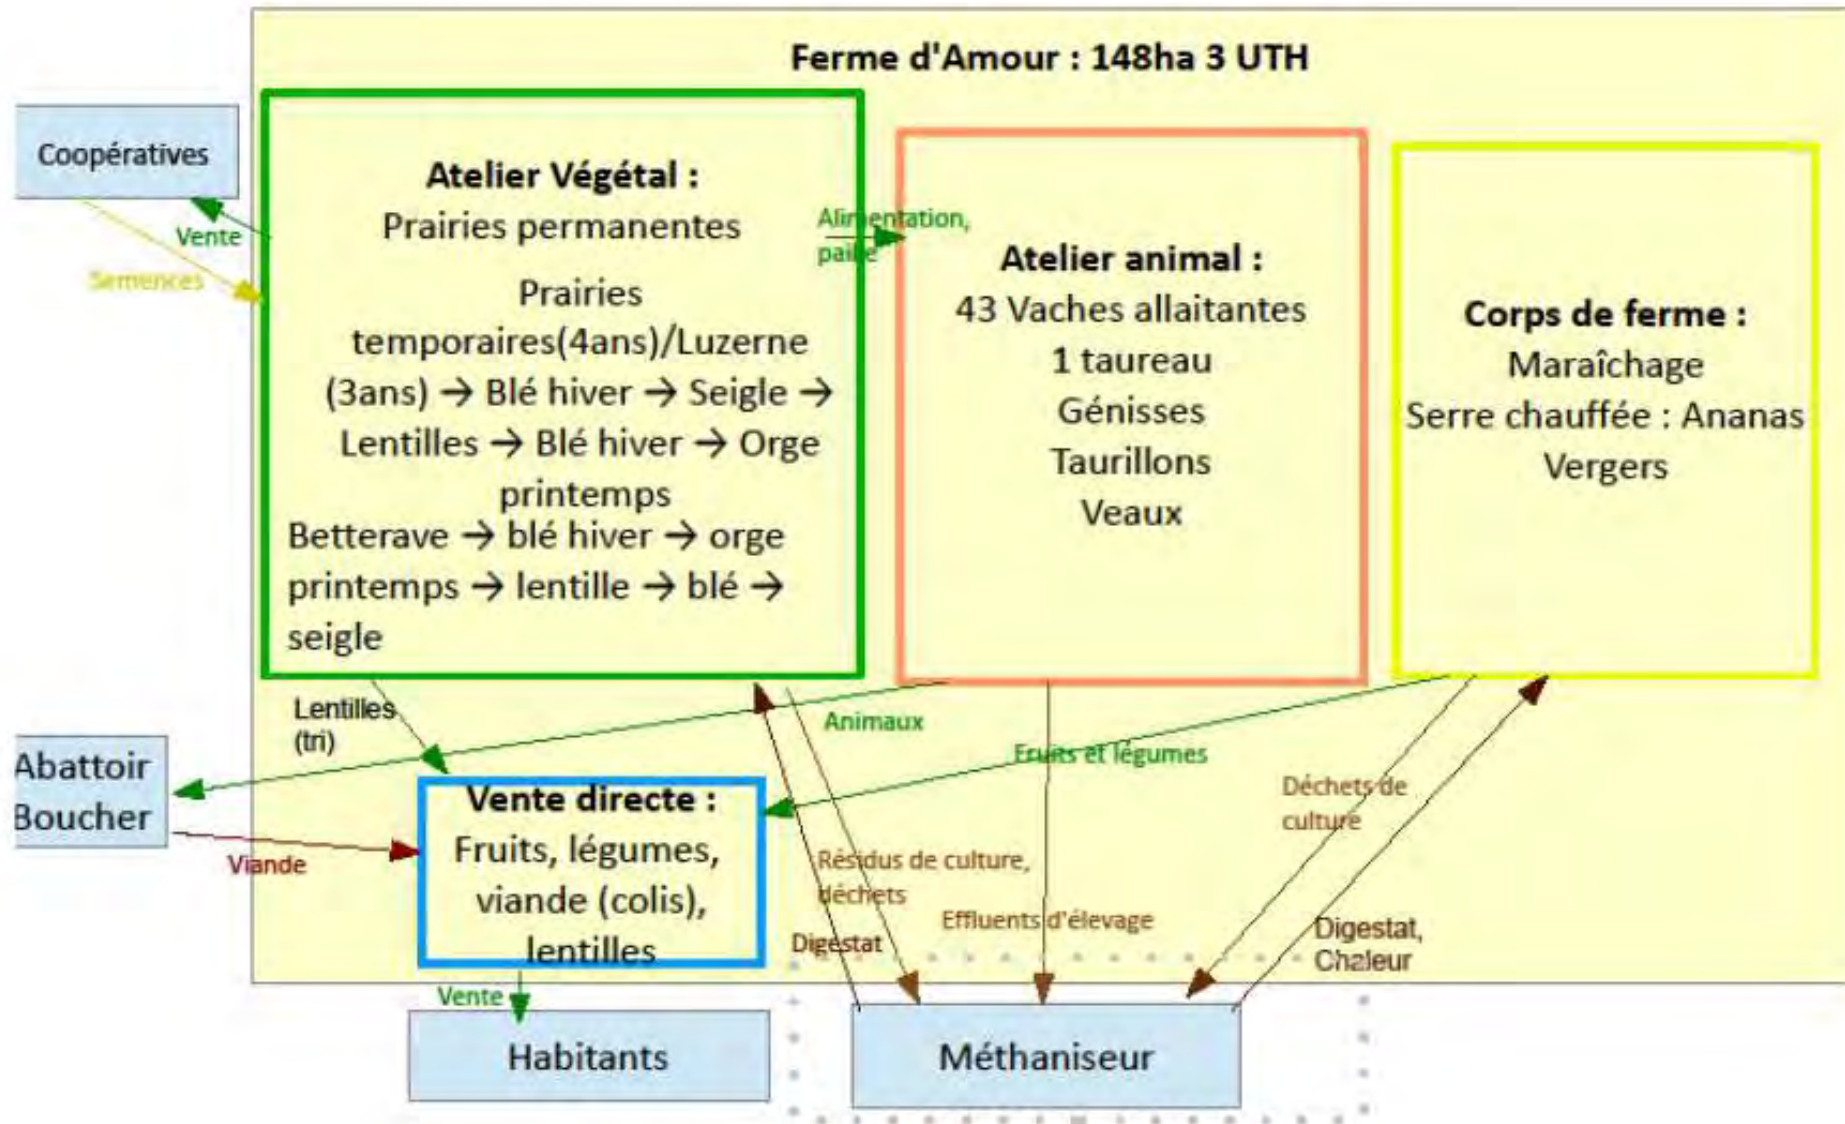 Ferme d'Amour : 148ha 3 UTH
Coopératives
Vente
Semences
Atelier Végétal :
Prairies permanentes
Prairies
temporaires(4ans)/Luzerne
(3ans) → Blé hiver → Seigle →
Lentilles → Blé hiver → Orge
printemps
Betterave → blé hiver → orge
printemps → lentille → blé →
seigle
Alimentation,
paille
Atelier animal :
43 Vaches allaitantes
1 taureau
Génisses
Taurillons
Veaux
Corps de ferme :
Maraîchage
Serre chauffée : Ananas
Vergers
Lentilles
(tri)
Animaux
Fruits et légumes
Abattoir
Boucher
Viande
Vente directe :
Fruits, légumes,
viande (colis),
lentilles
Résidus de culture,
déchets
Digestat
Effluents d'élevage
Déchets de
culture
Digestat,
Chaleur
Vente
Habitants
Méthaniseur